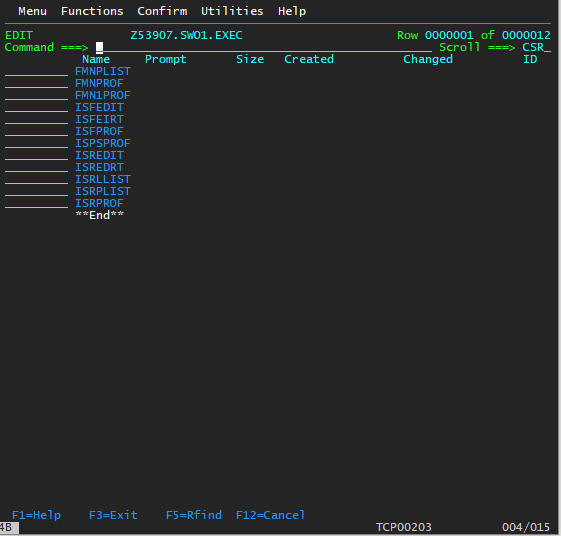 Menu Functions Confirm Utilities Help
EDIT Z53907.SWO1.EXEC Row 0000001 of 0000012
Command ===> Scroll ===> CSR
Name Prompt Size Created Changed ID
FMNPLIST
FMNPROF
FMN1PROF
ISFEDIT
ISFEIRT
ISFPROF
ISPSPROF
ISREDIT
ISREDRT
ISRLLIST
ISRPLIST
ISRPROF
**End**
F1=Help F3=Exit F5=Rfind F12=Cancel
4B TCP00203 004/015